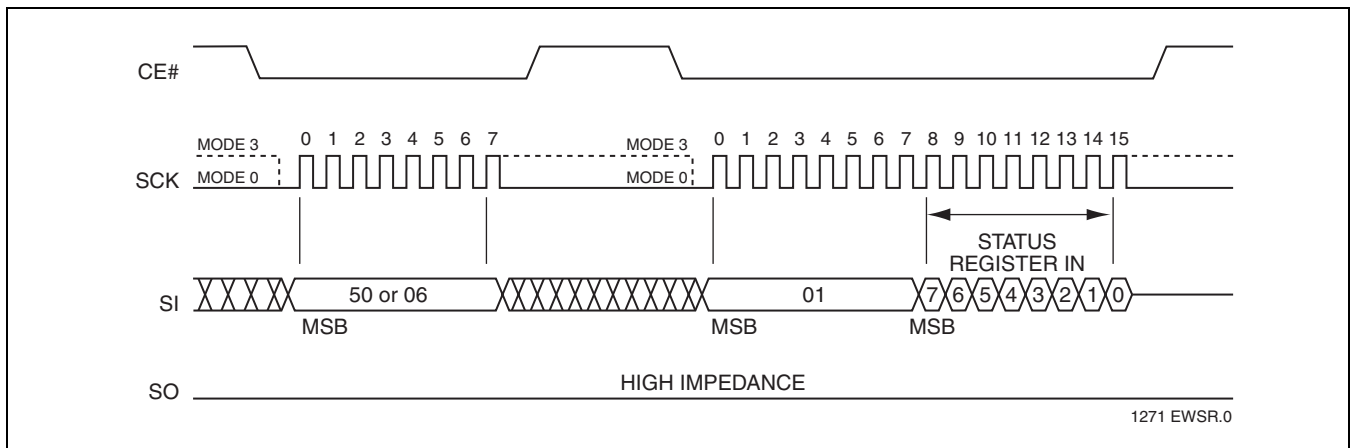 CE#
MODE 3 0 1 2 3 4 5 6 7 MODE 3 0 1 2 3 4 5 6 7 8 9 10 11 12 13 14 15
SCK MODE 0 MODE 0
STATUS
REGISTER IN
SI 50 or 06 01 7 6 5 4 3 2 1 0
MSB MSB MSB
SO HIGH IMPEDANCE
1271 EWSR.0